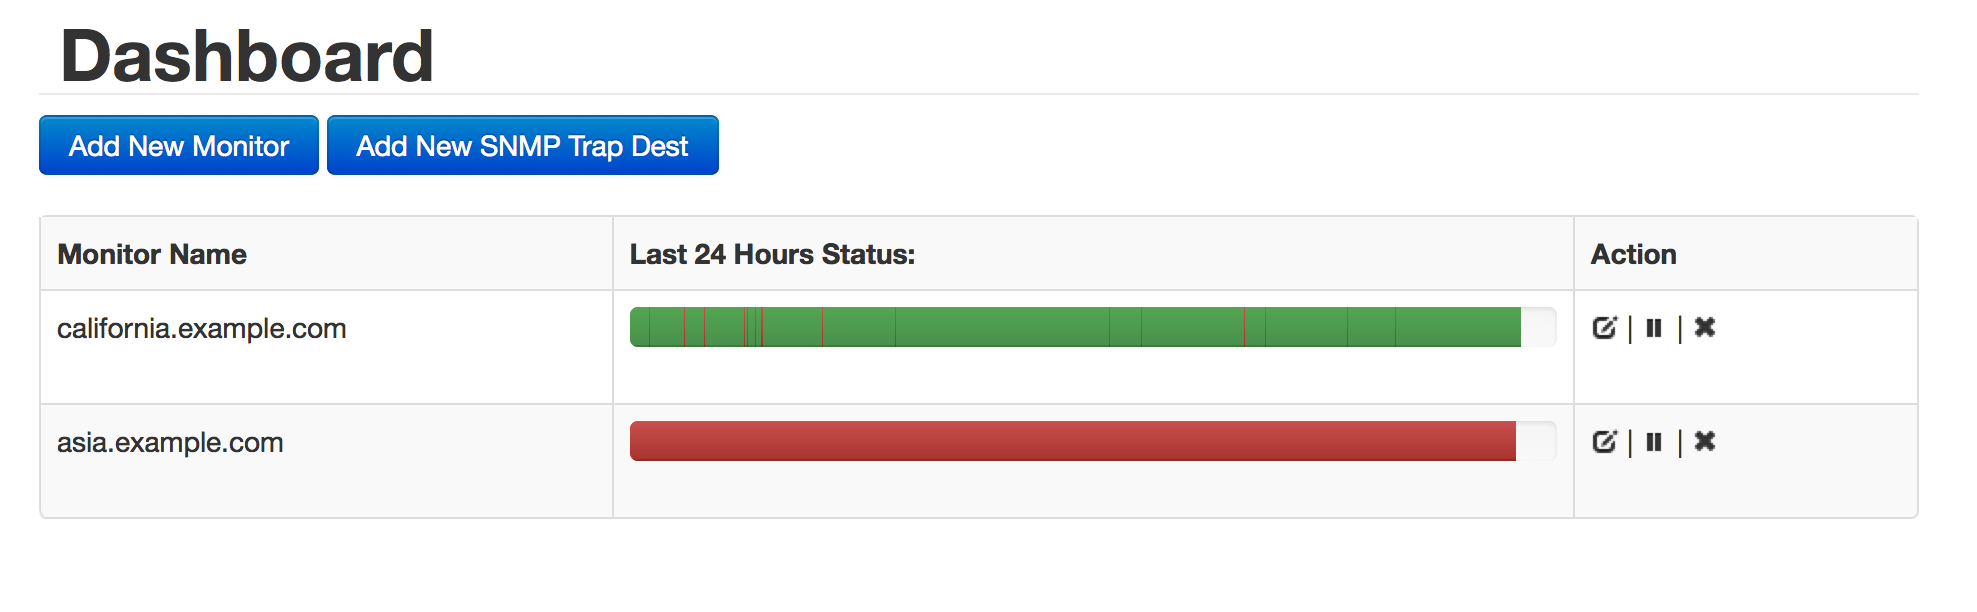 Dashboard
Add New Monitor Add New SNMP Trap Dest
Monitor Name Last 24 Hours Status: Action
california.example.com | |
asia.example.com | |